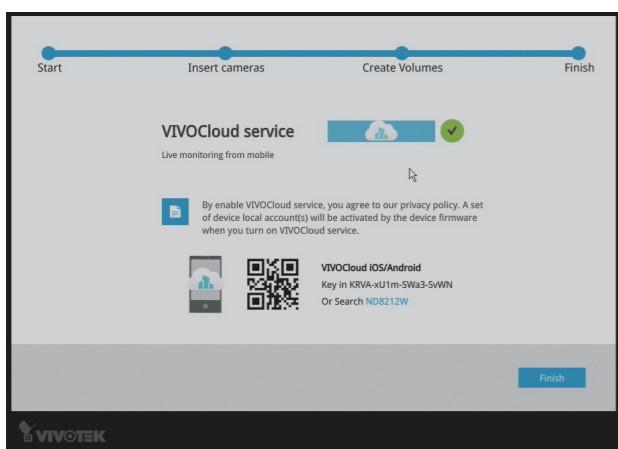 Start
Insert cameras
Create Volumes
Finish
VIVOCloud service
Live monitoring from mobile
By enable VIVOCloud service, you agree to our privacy policy. A set
of device local account(s) will be activated by the device firmware
when you turn on VIVOCloud service.
VIVOCloud iOS/Android
Key in KRVA-xU1m-SWa3-SvWN
Or Search ND8212W
Finish
VIVOTEK